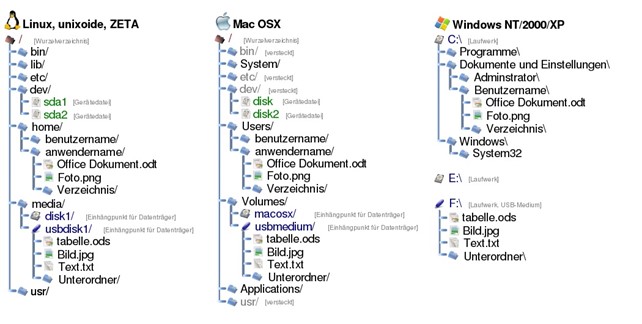 Linux, unixoide, ZETA
/ [Wurzelverzeichnis]
bin/
lib/
etc/
dev/
sda1 [Gerätedatei]
sda2 [Gerätedatei]
home/
benutzername/
anwendername/
Office Dokument.odt
Foto.png
Verzeichnis/
media/
disk1/ [Einhängpunkt für Datenträger]
usbdisk1/ [Einhängpunkt für Datenträger]
tabelle.ods
Bild.jpg
Text.txt
Unterordner/
usr/
Mac OSX
/ [Wurzelverzeichnis]
bin/ [versteckt]
System/
etc/ [versteckt]
dev/ [versteckt]
disk [Gerätedatei]
disk2 [Gerätedatei]
Users/
benutzername/
anwendername/
Office Dokument.odt
Foto.png
Verzeichnis/
Volumes/
macosx/ [Einhängpunkt für Datenträger]
usbmedium/ [Einhängpunkt für Datenträger]
tabelle.ods
Bild.jpg
Text.txt
Unterordner/
Applications/
usr/ [versteckt]
Windows NT/2000/XP
C:\ [Laufwerk]
Programme\
Dokumente und Einstellungen\
Adminstrator\
Benutzername\
Office Dokument.odt
Foto.png
Verzeichnis\
Windows\
System32
E:\ [Laufwerk]
F:\ [Laufwerk, USB-Medium]
tabelle.ods
Bild.jpg
Text.txt
Unterordner\